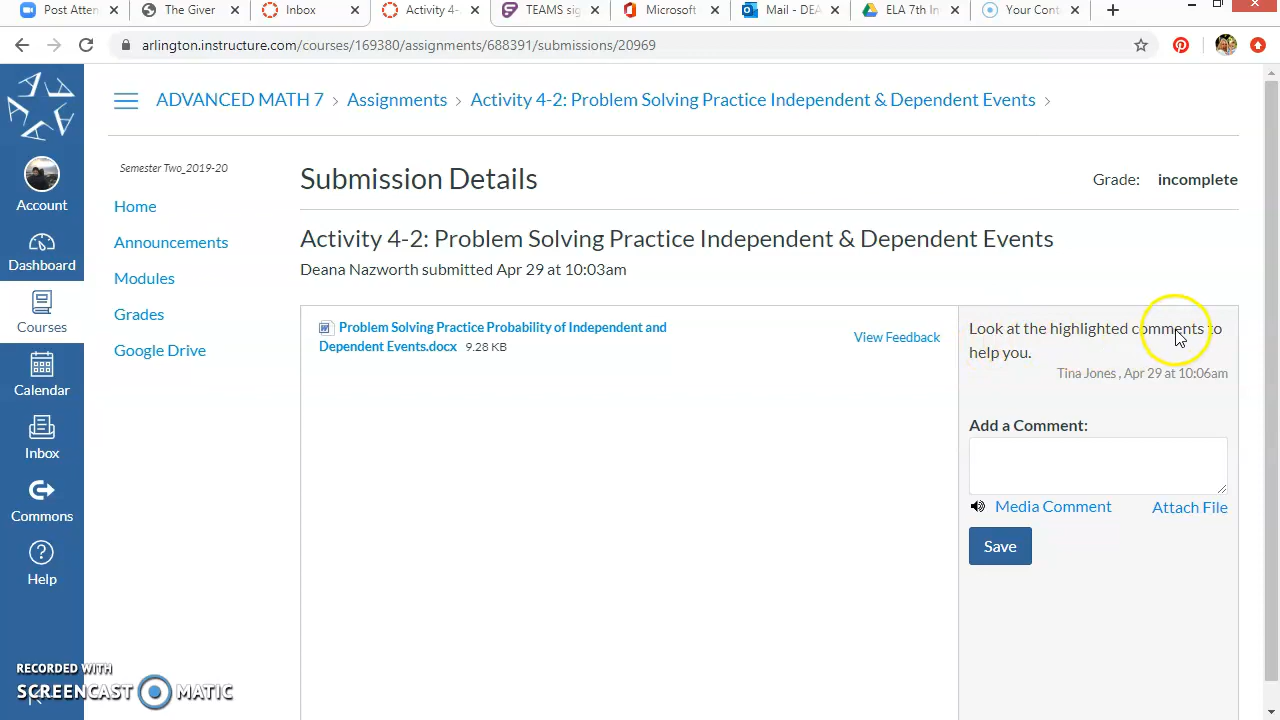 Post Atten
The Giver
Inbox
Activity 4-
TEAMS sig
Microsoft
Mail - DEA
ELA 7th In
Your Cont
arlington.instructure.com/courses/169380/assignments/688391/submissions/20969
ADVANCED MATH 7 > Assignments > Activity 4-2: Problem Solving Practice Independent & Dependent Events >
Account
Dashboard
Courses
Calendar
Inbox
Commons
Help
Semester Two_2019-20
Home
Announcements
Modules
Grades
Google Drive
Submission Details
Grade: incomplete
Activity 4-2: Problem Solving Practice Independent & Dependent Events
Deana Nazworth submitted Apr 29 at 10:03am
Problem Solving Practice Probability of Independent and
Dependent Events.docx 9.28 KB
View Feedback
Look at the highlighted comments to
help you.
Tina Jones , Apr 29 at 10:06am
Add a Comment:
Media Comment
Attach File
Save
RECORDED WITH
SCREENCAST MATIC